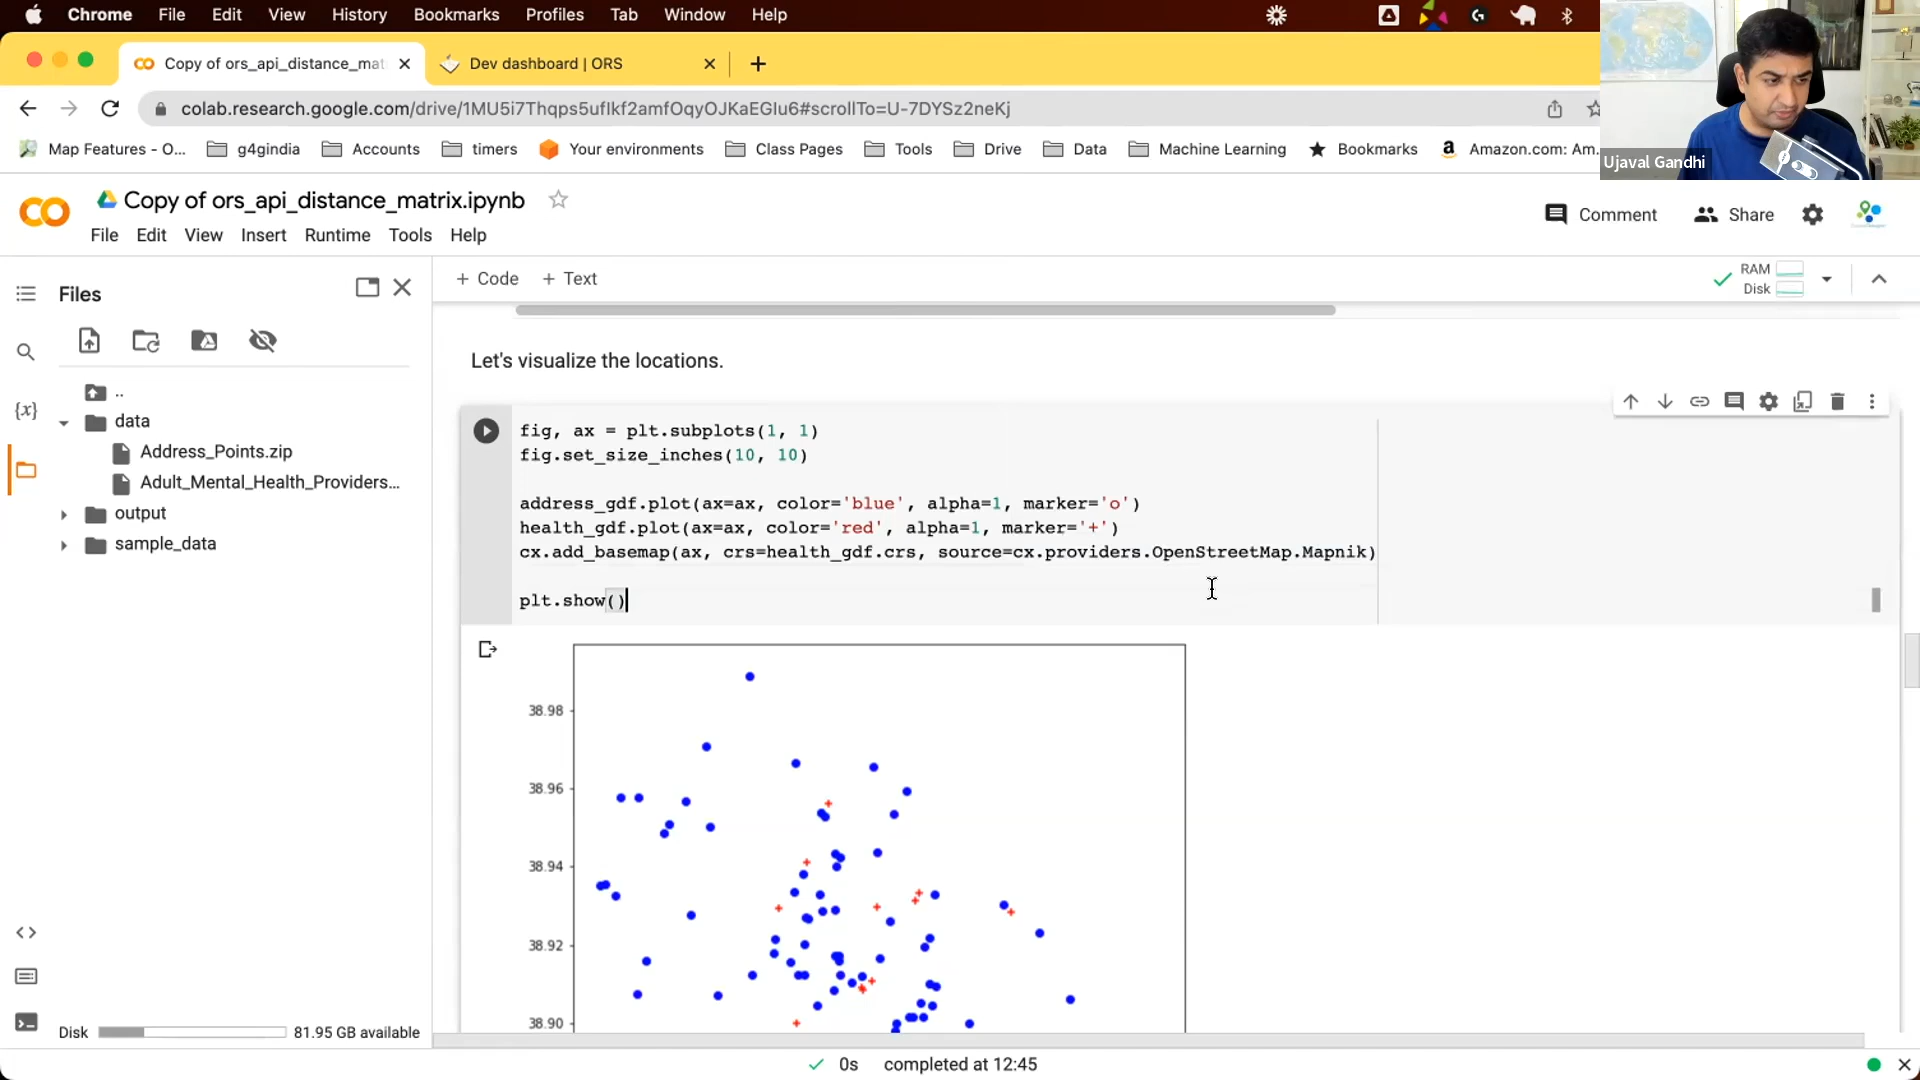 Chrome File Edit View History Bookmarks Profiles Tab Window Help
Copy of ors_api_distance_mat
Dev dashboard | ORS
colab.research.google.com/drive/1MU5i7Thqps5uflkf2amfOqyOJKaEGlu6#scrollTo=U-7DYSz2neKj
Map Features - O... g4gindia Accounts timers Your environments Class Pages Tools Drive Data Machine Learning Bookmarks Amazon.com: Am.
Ujaval Gandhi
Copy of ors_api_distance_matrix.ipynb
Comment Share
File Edit View Insert Runtime Tools Help
Files
+ Code + Text
RAM
Disk
Let's visualize the locations.
..
data
Address_Points.zip
Adult_Mental_Health_Providers...
output
sample_data
{x}
fig, ax = plt.subplots(1, 1)
fig.set_size_inches(10, 10)
address_gdf.plot(ax=ax, color='blue', alpha=1, marker='o')
health_gdf.plot(ax=ax, color='red', alpha=1, marker='+')
cx.add_basemap(ax, crs=health_gdf.crs, source=cx.providers.OpenStreetMap.Mapnik)
plt.show()
38.98
38.96
38.94
38.92
38.90
Disk 81.95 GB available
0s completed at 12:45